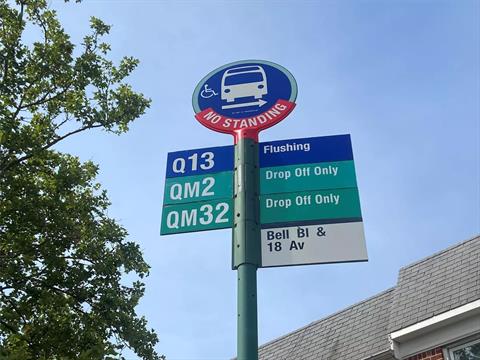 NO STANDING
Q13 Flushing
QM2 Drop Off Only
QM32 Drop Off Only
Bell Bl &
18 Av